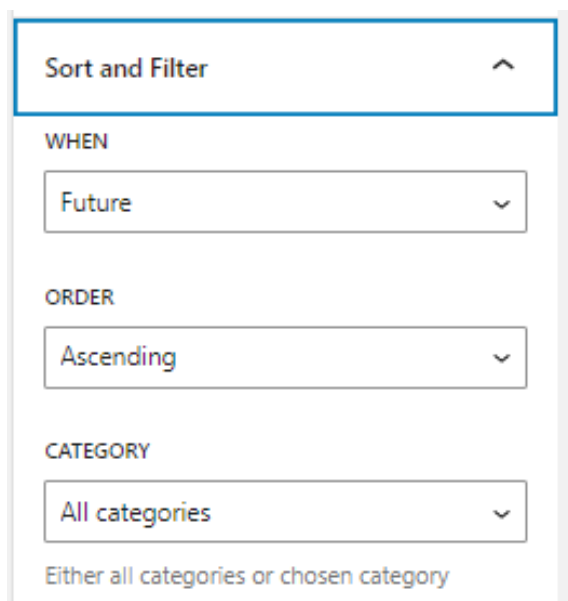 Sort and Filter
WHEN
Future
ORDER
Ascending
CATEGORY
All categories
Either all categories or chosen category